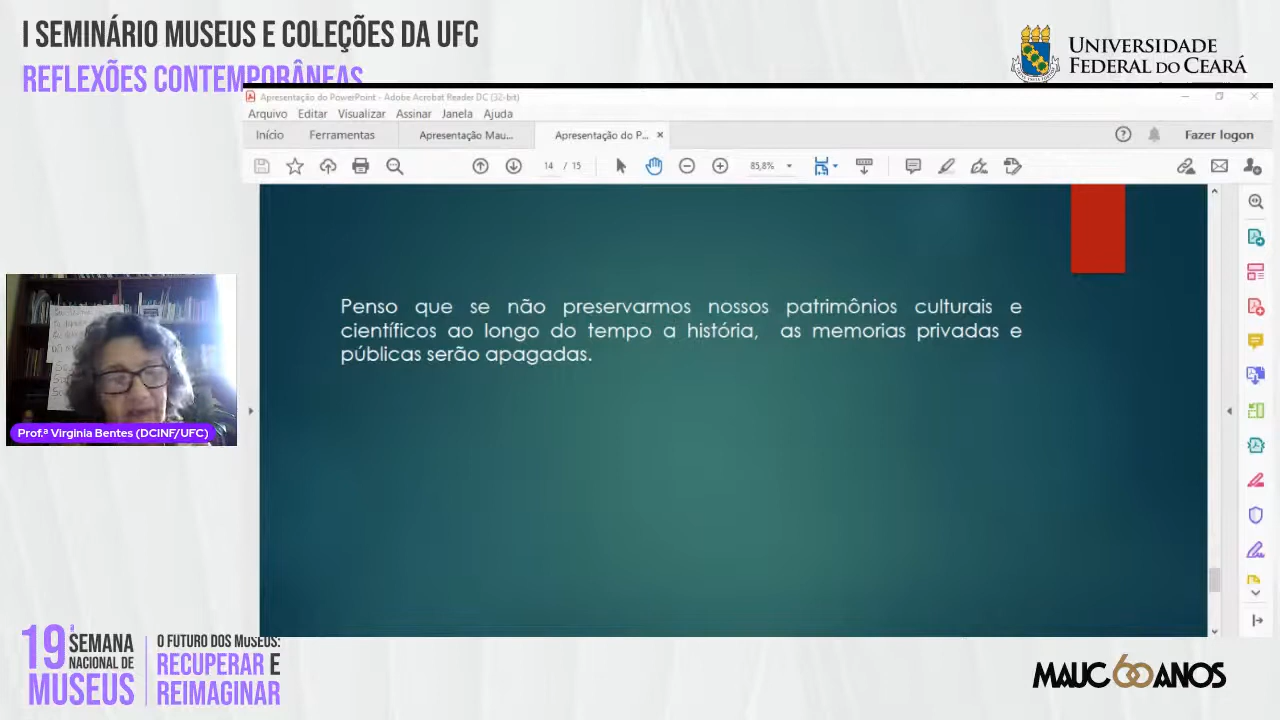 I SEMINÁRIO MUSEUS E COLEÇÕES DA UFC
REFLEXÕES CONTEMPORÂNEAS
UNIVERSIDADE
FEDERAL DO CEARÁ
Apresentação do PowerPoint - Adobe Acrobat Reader DC (32-bit)
Arquivo Editar Visualizar Assinar Janela Ajuda
Início Ferramentas Apresentação Mau... Apresentação do P... Fazer logon
14 / 15 85,8%
Penso que se não preservarmos nossos patrimônios culturais e
científicos ao longo do tempo a história, as memorias privadas e
públicas serão apagadas.
Prof.ª Virginia Bentes (DCINF/UFC)
19ª SEMANA
NACIONAL DE
MUSEUS
O FUTURO DOS MUSEUS:
RECUPERAR E
REIMAGINAR
MAUC 60 ANOS